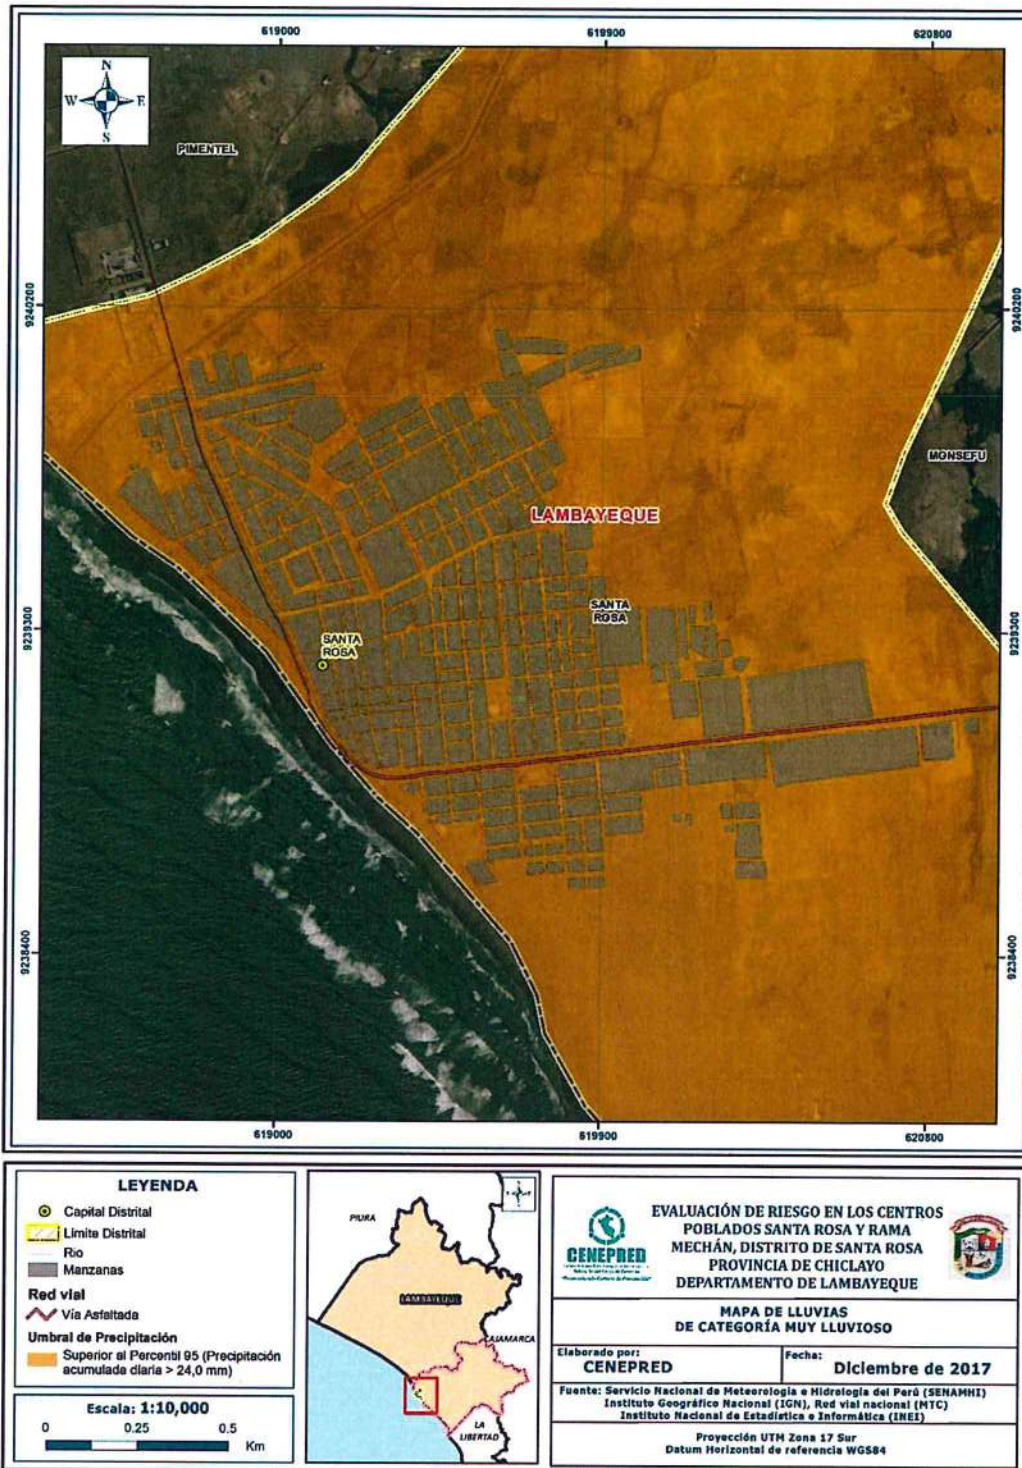 619000
619900
620800
N
W
E
S
PIMENTEL
9240200
9240200
MONSEFU
LAMBAYEQUE
SANTA
ROSA
SANTA
ROSA
9239300
9239300
9238400
9238400
619000
619900
620800
LEYENDA
Capital Distrital
Límite Distrital
Rio
Manzanas
Red vial
Vía Asfaltada
Umbral de Precipitación
Superior al Percentil 95 (Precipitación
acumulada diaria > 24,0 mm)
Escala: 1:10,000
0 0.25 0.5
Km
PIURA
LAMBAYEQUE
CAJAMARCA
LA
LIBERTAD
CENEPRED
EVALUACIÓN DE RIESGO EN LOS CENTROS
POBLADOS SANTA ROSA Y RAMA
MECHÁN, DISTRITO DE SANTA ROSA
PROVINCIA DE CHICLAYO
DEPARTAMENTO DE LAMBAYEQUE
MAPA DE LLUVIAS
DE CATEGORÍA MUY LLUVIOSO
Elaborado por:
CENEPRED
Fecha:
Diciembre de 2017
Fuente: Servicio Nacional de Meteorología e Hidrología del Perú (SENAMHI)
Instituto Geográfico Nacional (IGN), Red vial nacional (MTC)
Instituto Nacional de Estadística e Informática (INEI)
Proyección UTM Zona 17 Sur
Datum Horizontal de referencia WGS84